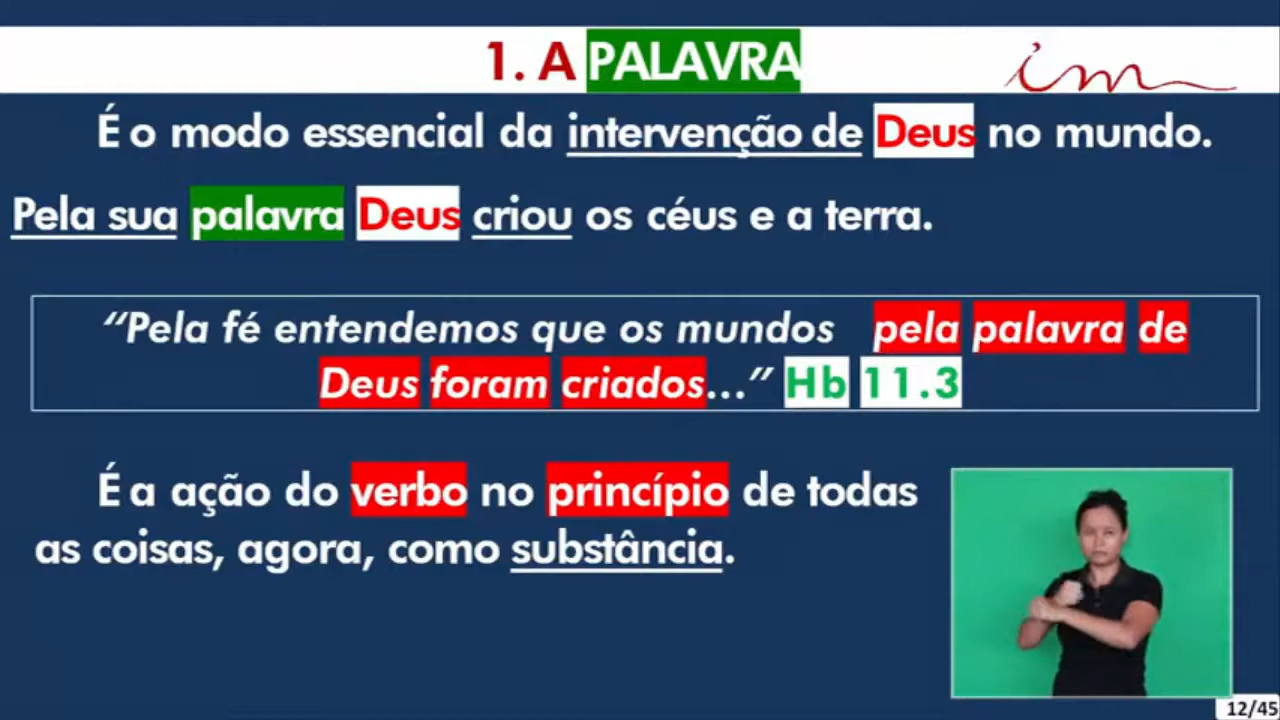 1. A PALAVRA
im
É o modo essencial da intervenção de Deus no mundo.
Pela sua palavra Deus criou os céus e a terra.
“Pela fé entendemos que os mundos pela palavra de
Deus foram criados...” Hb 11.3
É a ação do verbo no princípio de todas
as coisas, agora, como substância.
12/45